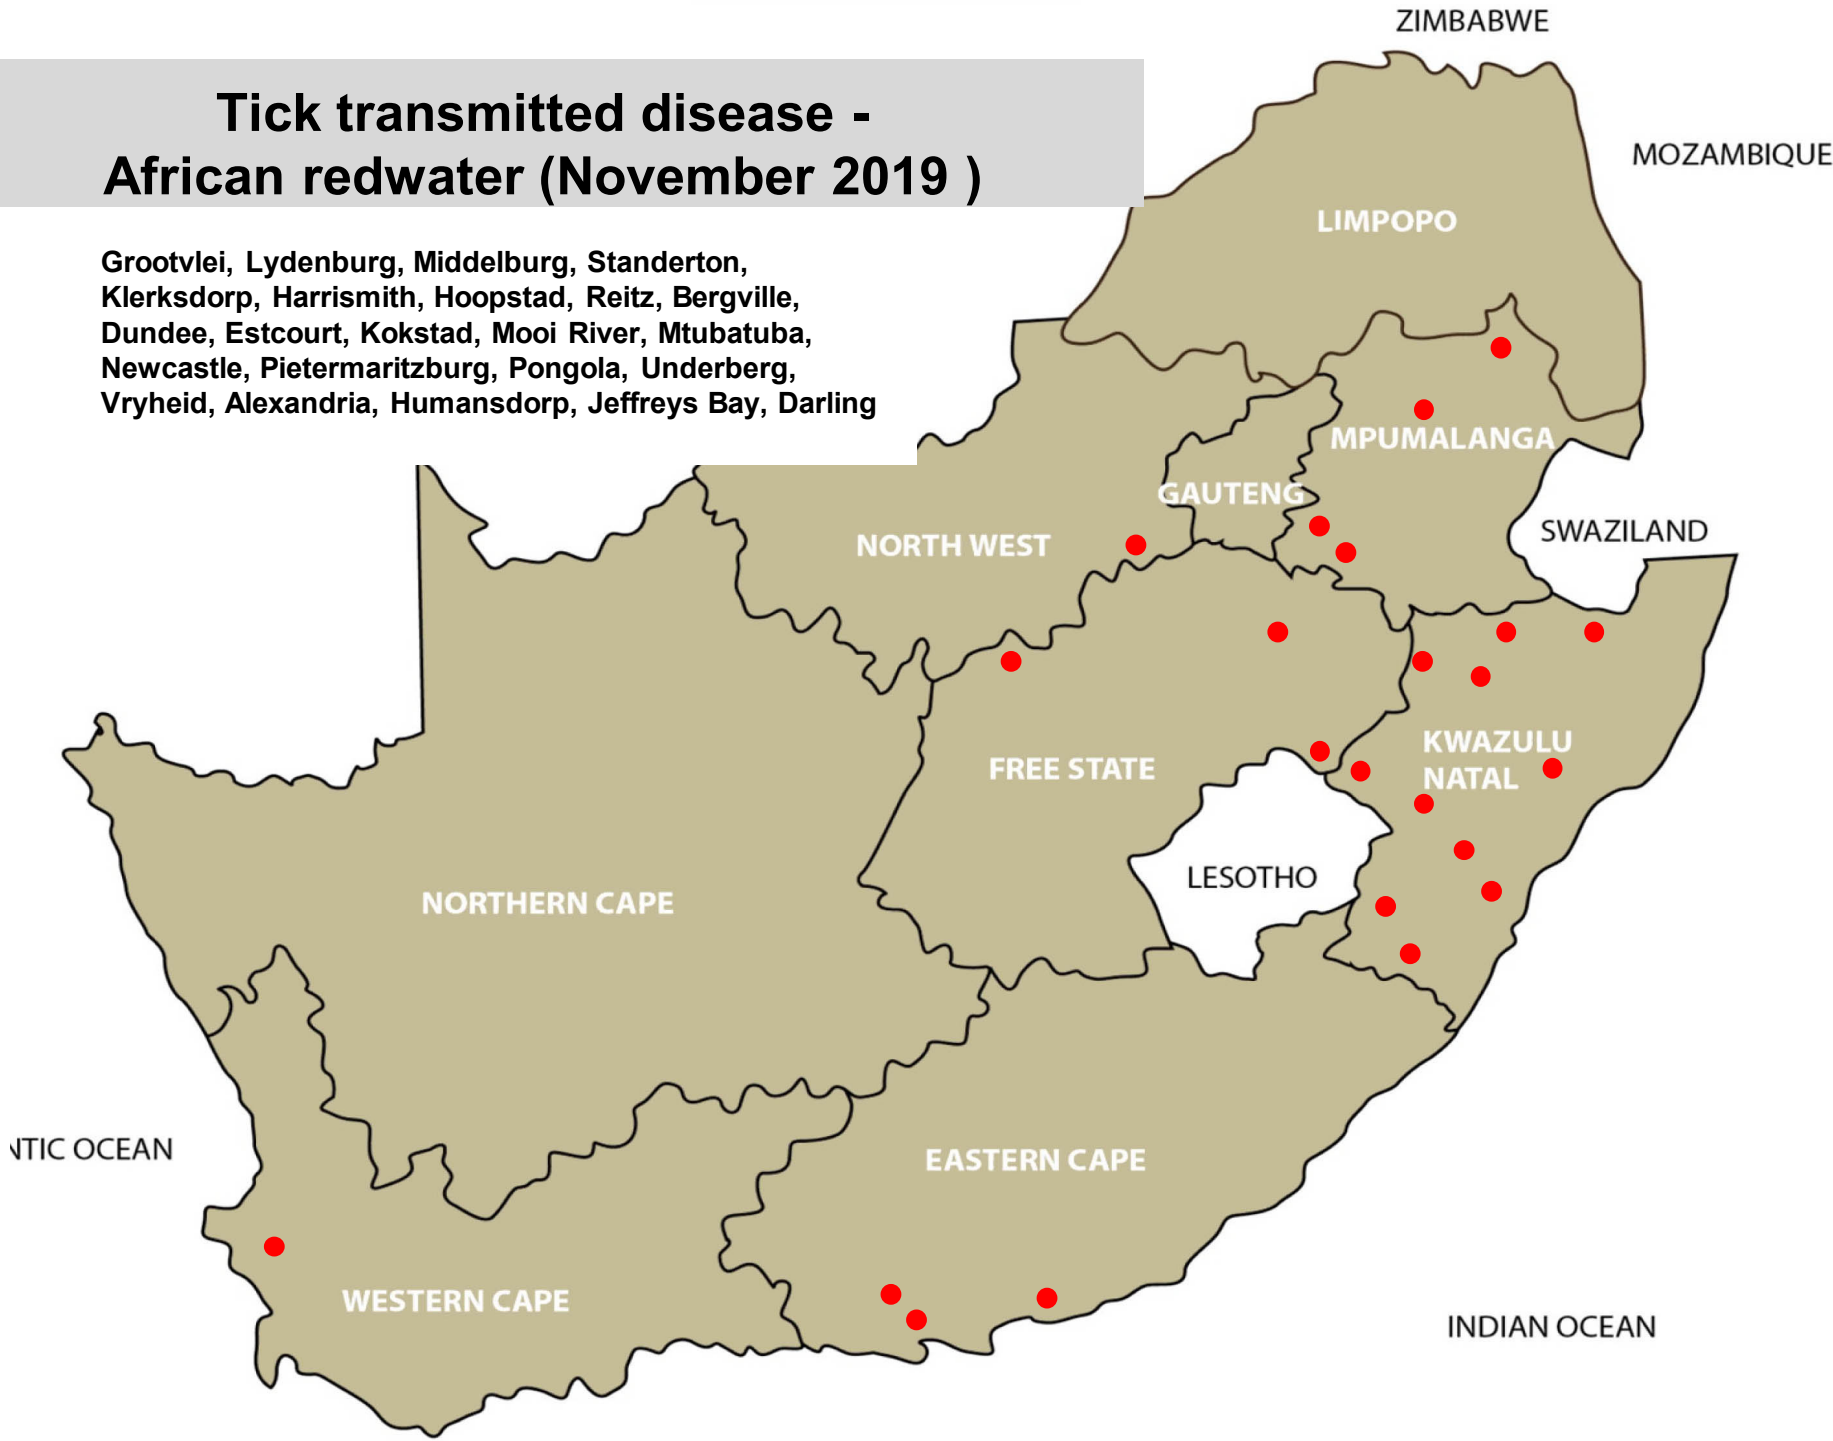 ZIMBABWE
Tick transmitted disease -
African redwater (November 2019 )
MOZAMBIQUE
LIMPOPO
Grootvlei, Lydenburg, Middelburg, Standerton,
Klerksdorp, Harrismith, Hoopstad, Reitz, Bergville,
Dundee, Estcourt, Kokstad, Mooi River, Mtubatuba,
Newcastle, Pietermaritzburg, Pongola, Underberg,
Vryheid, Alexandria, Humansdorp, Jeffreys Bay, Darling
MPUMALANGA
GAUTENG
SWAZILAND
NORTH WEST
KWAZULU
NATAL
FREE STATE
LESOTHO
NORTHERN CAPE
NTIC OCEAN
EASTERN CAPE
WESTERN CAPE
INDIAN OCEAN